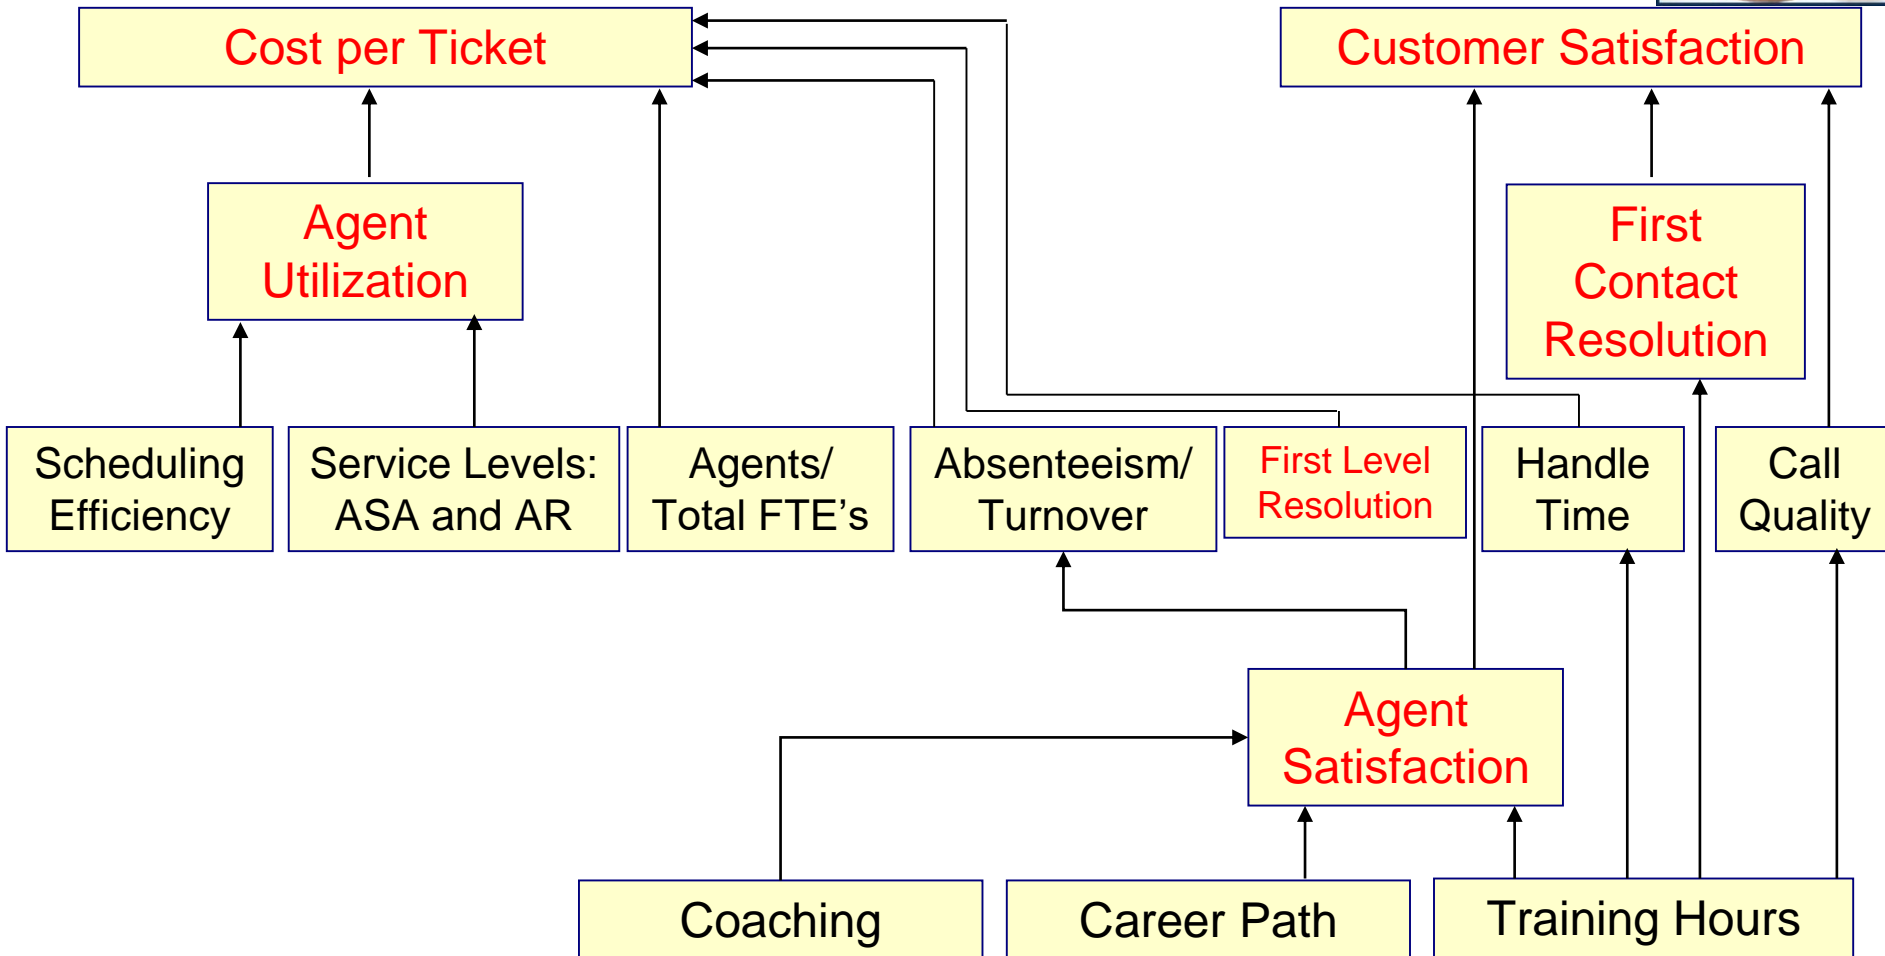 Cost per Ticket
Customer Satisfaction
Agent
Utilization
First
Contact
Resolution
Scheduling
Efficiency
Service Levels:
ASA and AR
Agents/
Total FTE's
Absenteeism/
Turnover
First Level
Resolution
Handle
Time
Call
Quality
Agent
Satisfaction
Coaching
Career Path
Training Hours